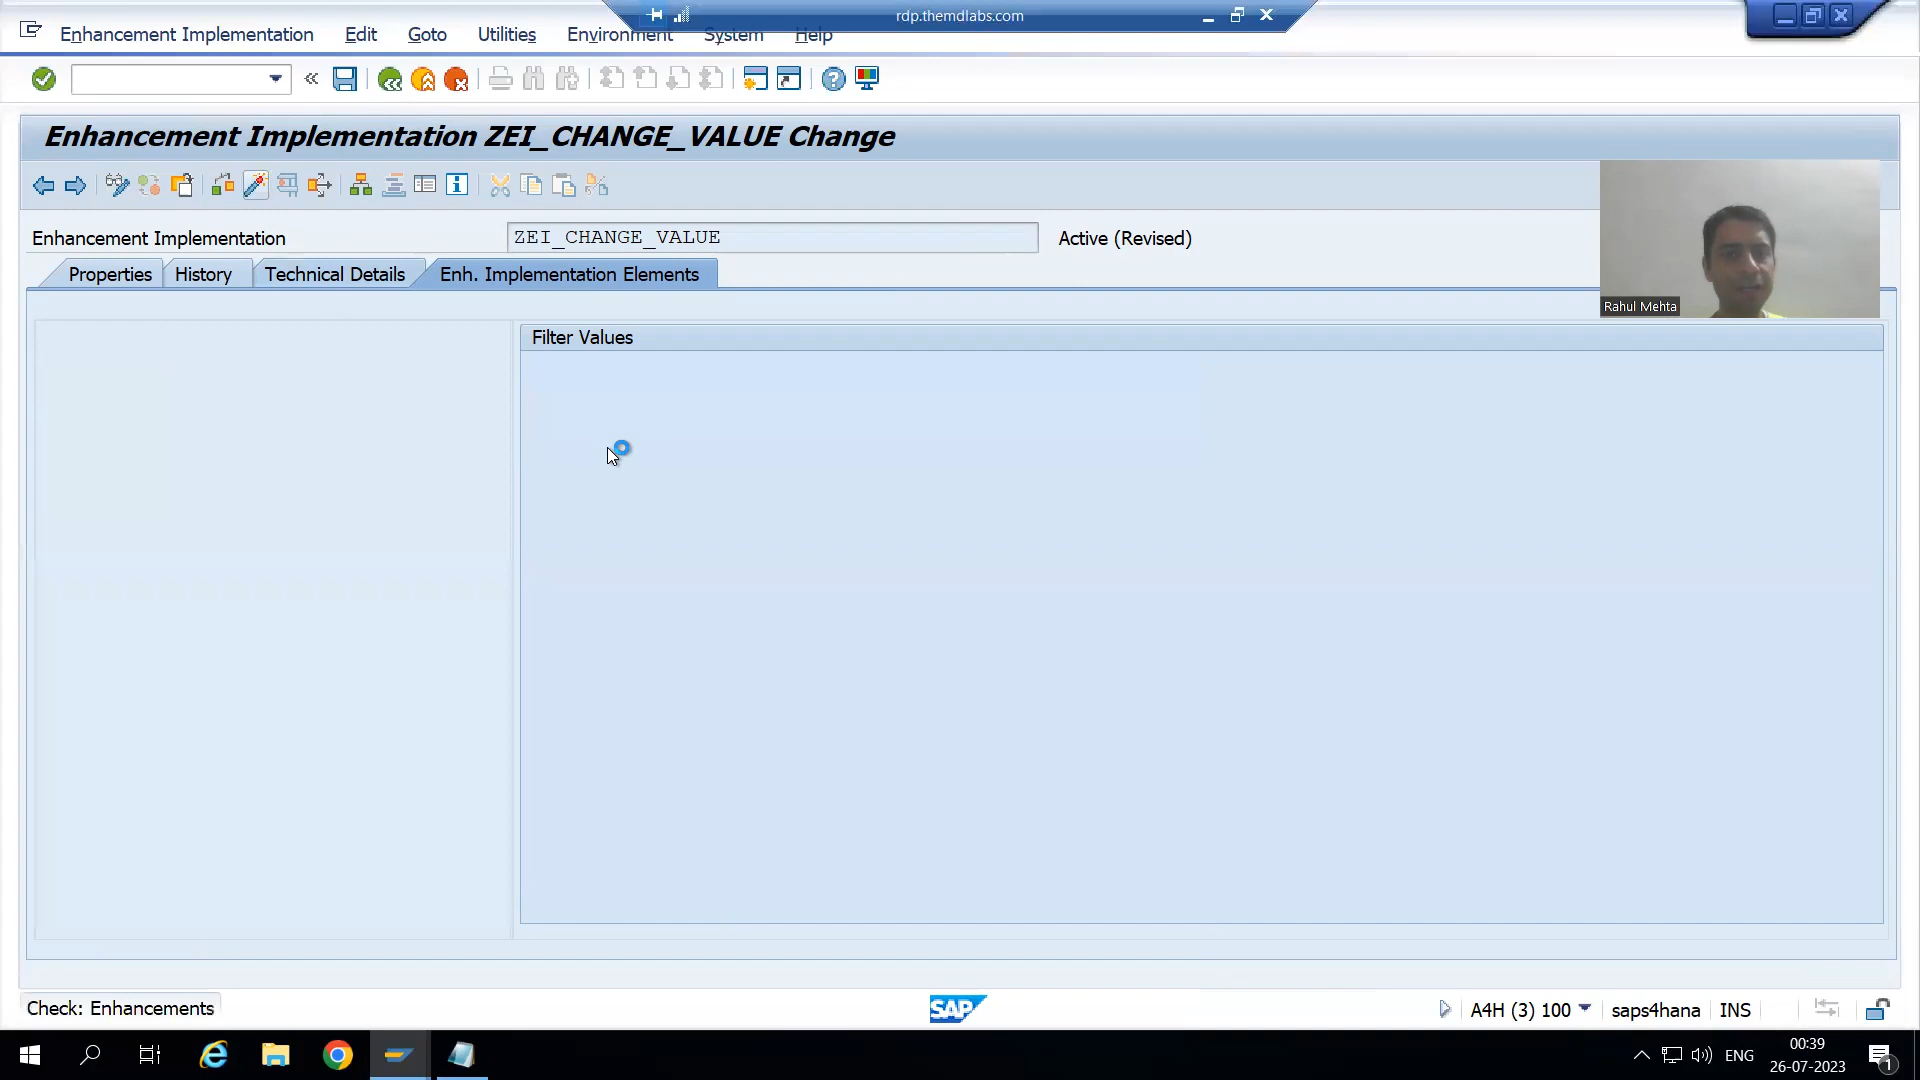 rdp.themdlabs.com
Enhancement Implementation Edit Goto Utilities Environment System Help
Enhancement Implementation ZEI_CHANGE_VALUE Change
Enhancement Implementation ZEI_CHANGE_VALUE Active (Revised)
Properties History Technical Details Enh. Implementation Elements
Rahul Mehta
Filter Values
Check: Enhancements SAP A4H (3) 100 saps4hana INS
ENG 00:39
26-07-2023
1